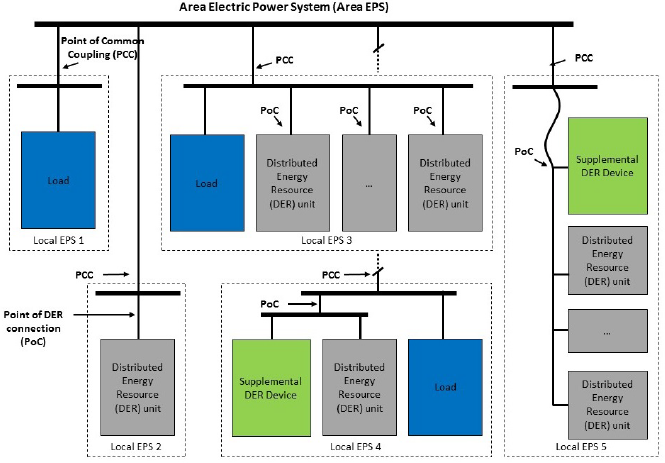 Area Electric Power System (Area EPS)
Point of Common
Coupling (PCC)
PCC
PCC
PoC
PoC
PoC
Load
Load
Distributed
Energy
Resource
(DER) unit
...
Distributed
Energy
Resource
(DER) unit
PoC
Supplemental
DER Device
Local EPS 1
Local EPS 3
Distributed
Energy
Resource
(DER) unit
PCC
PCC
Point of DER
connection
(PoC)
PoC
...
Distributed
Energy
Resource
(DER) unit
Supplemental
DER Device
Distributed
Energy
Resource
(DER) unit
Load
Distributed
Energy
Resource
(DER) unit
Local EPS 2
Local EPS 4
Local EPS 5